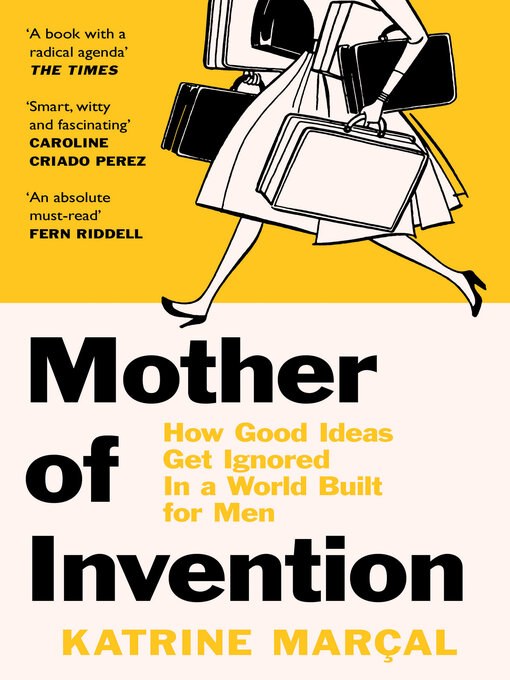 ‘A book with a
radical agenda’
THE TIMES
‘Smart, witty
and fascinating’
CAROLINE
CRIADO PEREZ
‘An absolute
must-read’
FERN RIDDELL
Mother
of
How Good Ideas
Get Ignored
In a World Built
for Men
Invention
KATRINE MARÇAL